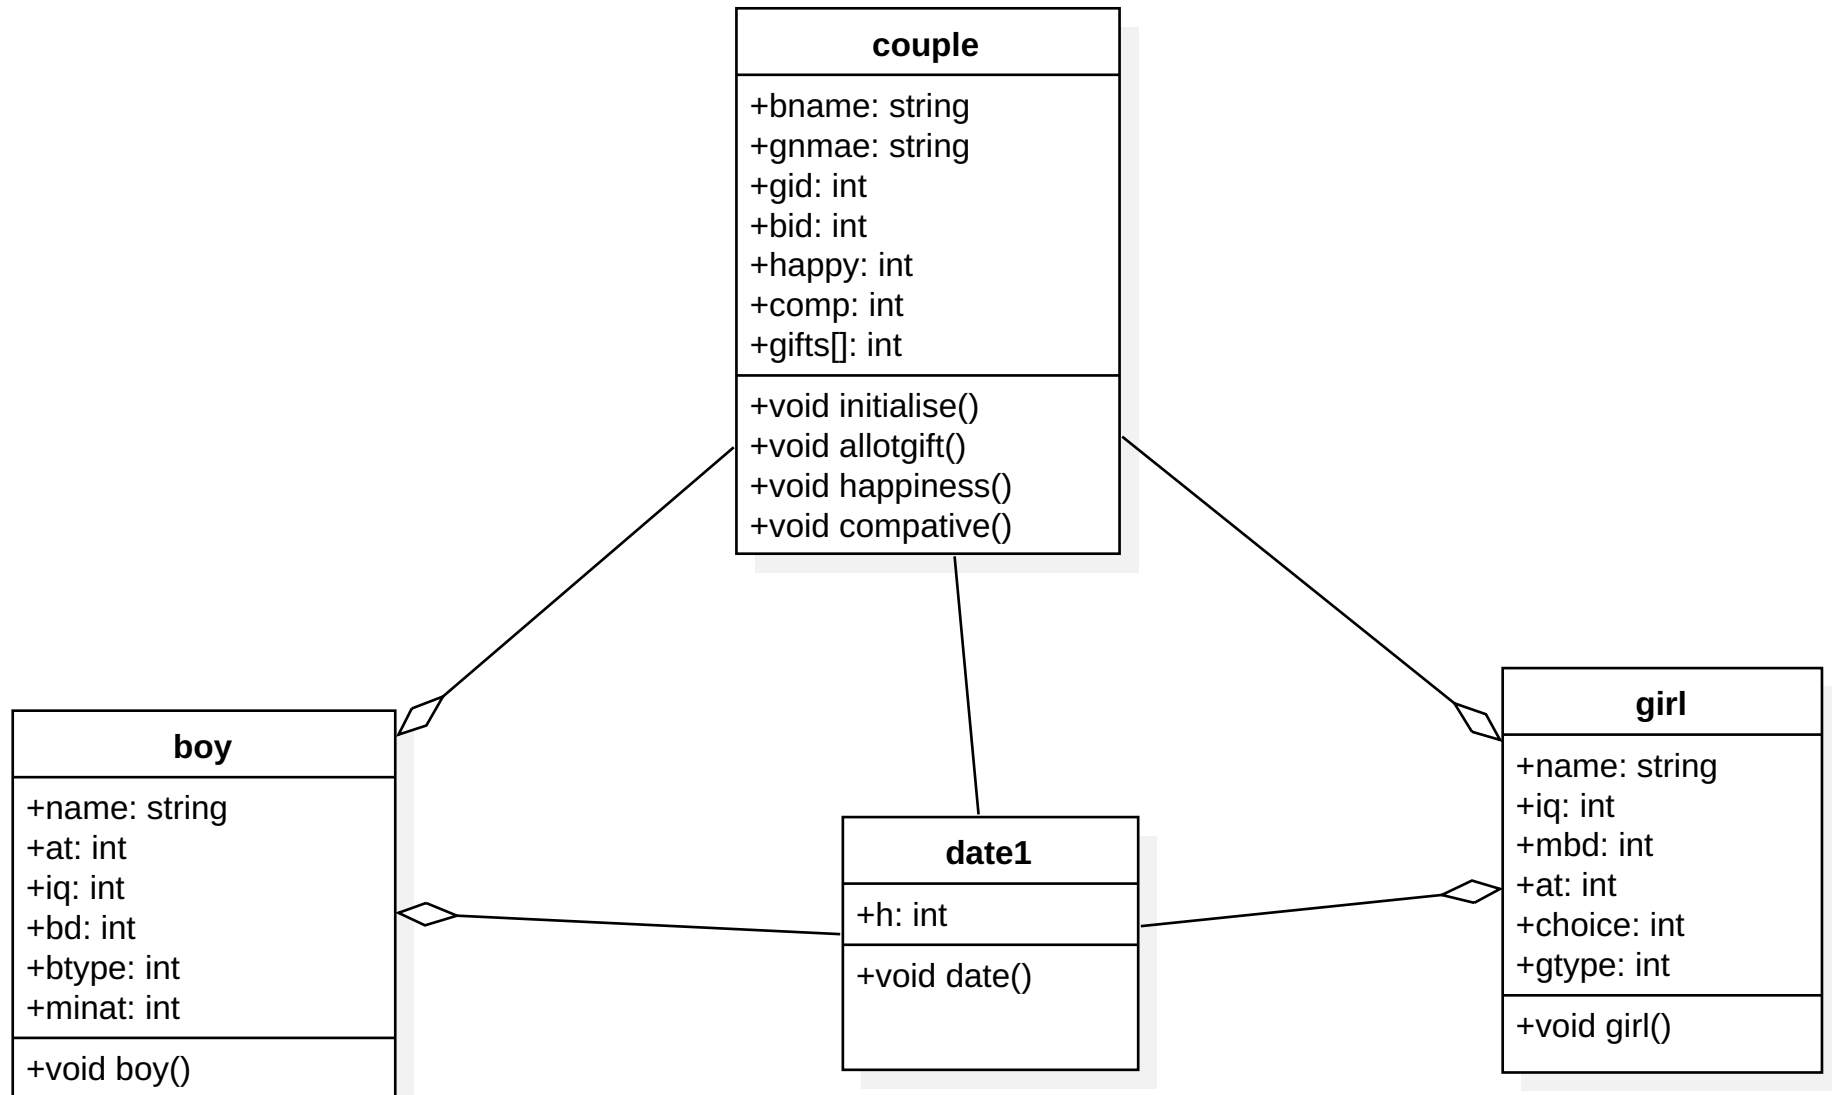 couple
+bname: string
+gnmae: string
+gid: int
+bid: int
+happy: int
+comp: int
+gifts[]: int
+void initialise()
+void allotgift()
+void happiness()
+void compative()
boy
+name: string
+at: int
+iq: int
+bd: int
+btype: int
+minat: int
+void boy()
date1
+h: int
+void date()
girl
+name: string
+iq: int
+mbd: int
+at: int
+choice: int
+gtype: int
+void girl()